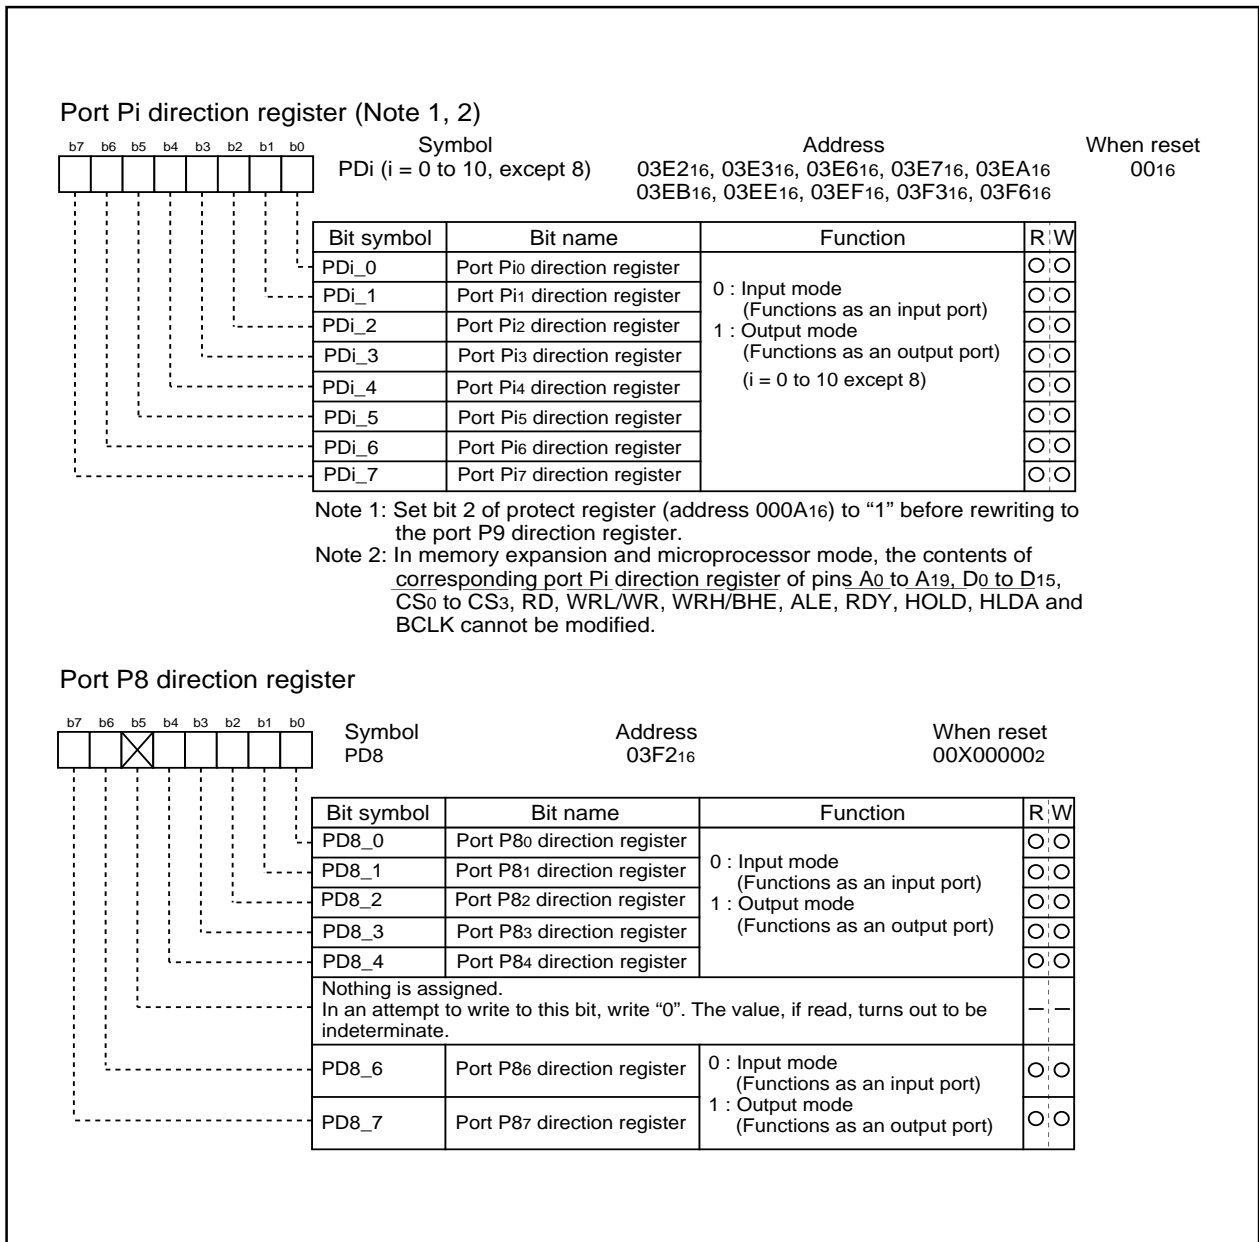 Port Pi direction register (Note 1, 2)
b7 b6 b5 b4 b3 b2 b1 b0
Symbol Address When reset
PDi (i = 0 to 10, except 8) 03E216, 03E316, 03E616, 03E716, 03EA16 0016
03EB16, 03EE16, 03EF16, 03F316, 03F616
Bit symbol Bit name Function R W
PDi_0 Port Pi0 direction register
PDi_1 Port Pi1 direction register
PDi_2 Port Pi2 direction register
PDi_3 Port Pi3 direction register
PDi_4 Port Pi4 direction register
PDi_5 Port Pi5 direction register
PDi_6 Port Pi6 direction register
PDi_7 Port Pi7 direction register
0 : Input mode
(Functions as an input port)
1 : Output mode
(Functions as an output port)
(i = 0 to 10 except 8)
Note 1: Set bit 2 of protect register (address 000A16) to “1” before rewriting to
the port P9 direction register.
Note 2: In memory expansion and microprocessor mode, the contents of
corresponding port Pi direction register of pins A0 to A19, D0 to D15,
CS0 to CS3, RD, WRL/WR, WRH/BHE, ALE, RDY, HOLD, HLDA and
BCLK cannot be modified.
Port P8 direction register
b7 b6 b5 b4 b3 b2 b1 b0
Symbol Address When reset
PD8 03F216 00X000002
Bit symbol Bit name Function R W
PD8_0 Port P80 direction register
PD8_1 Port P81 direction register
PD8_2 Port P82 direction register
PD8_3 Port P83 direction register
PD8_4 Port P84 direction register
0 : Input mode
(Functions as an input port)
1 : Output mode
(Functions as an output port)
Nothing is assigned.
In an attempt to write to this bit, write “0”. The value, if read, turns out to be
indeterminate.
PD8_6 Port P86 direction register
PD8_7 Port P87 direction register
0 : Input mode
(Functions as an input port)
1 : Output mode
(Functions as an output port)